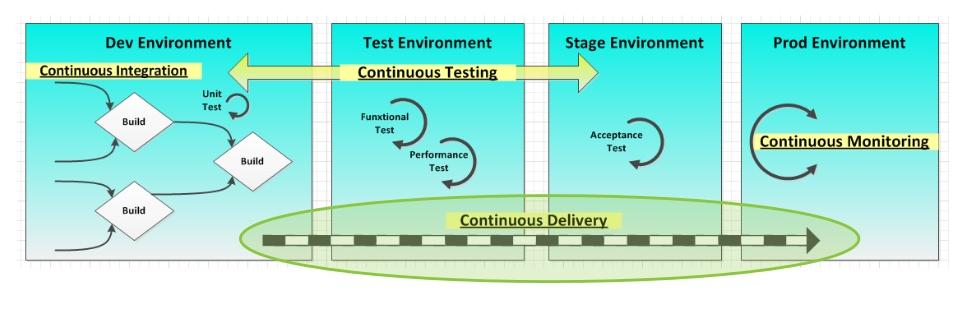 Dev Environment
Test Environment
Stage Environment
Prod Environment
Continuous Integration
Continuous Testing
Unit
Test
Build
Build
Build
Funxtional
Test
Performance
Test
Acceptance
Test
Continuous Monitoring
Continuous Delivery